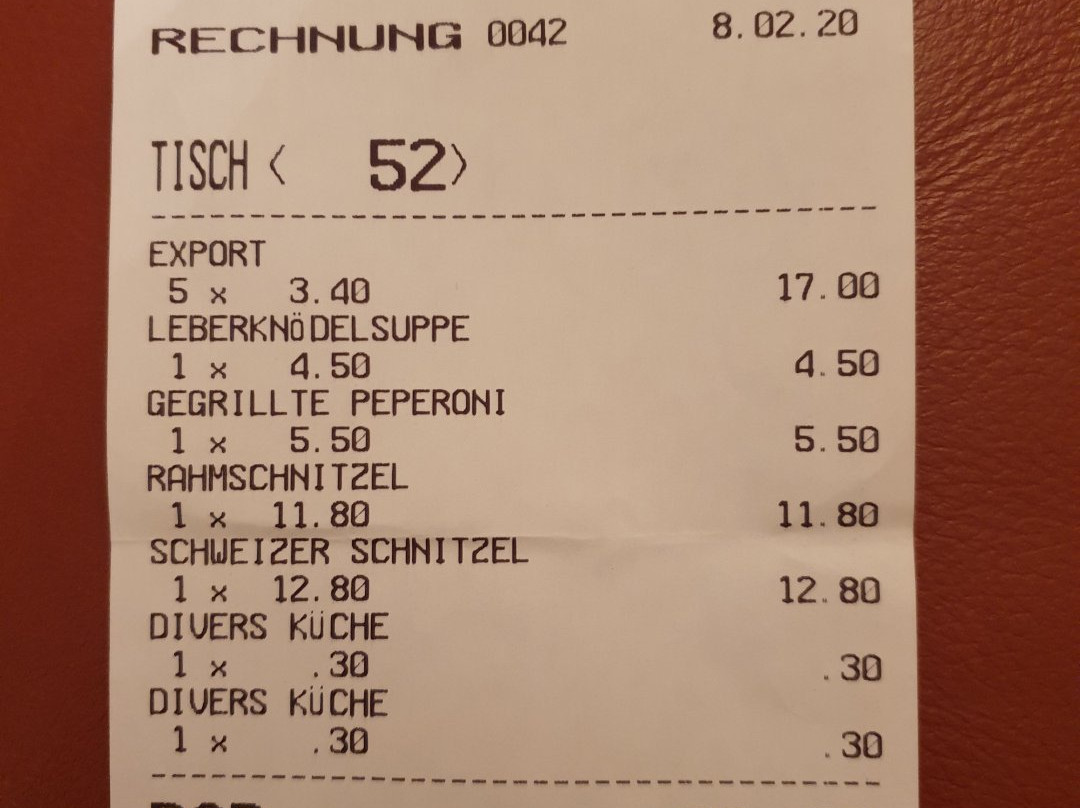 RECHNUNG 0042 8.02.20
TISCH < 52>
EXPORT
5 x 3.40 17.00
LEBERKNÖDELSUPPE
1 x 4.50 4.50
GEGRILLTE PEPERONI
1 x 5.50 5.50
RAHMSCHNITZEL
1 x 11.80 11.80
SCHWEIZER SCHNITZEL
1 x 12.80 12.80
DIVERS KÜCHE
1 x .30 .30
DIVERS KÜCHE
1 x .30 .30